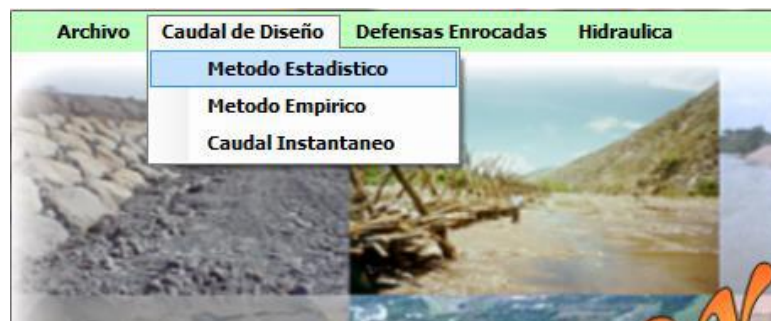 Archivo Caudal de Diseño Defensas Enrocadas Hidraulica
Metodo Estadistico
Metodo Empirico
Caudal Instantaneo